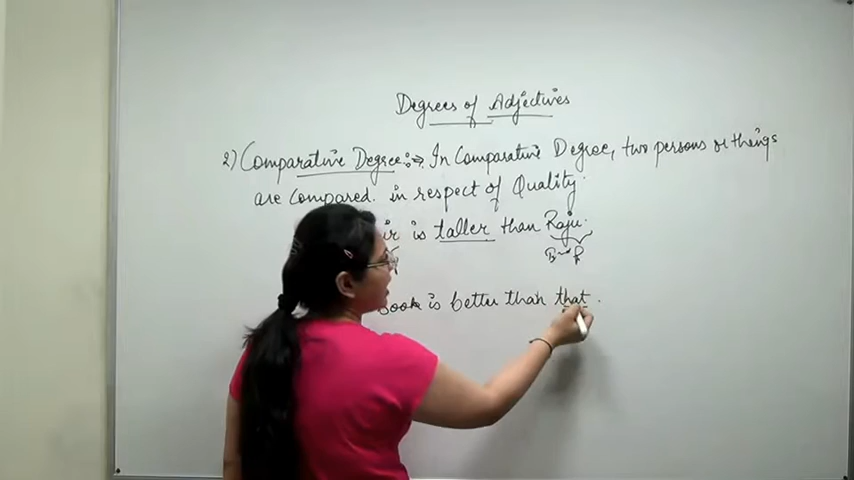 Degrees of Adjectives
2) Comparative Degree :→ In Comparative Degree, two persons or things
are Compared. in respect of Quality.
is taller than Raju.
Book is better than that.